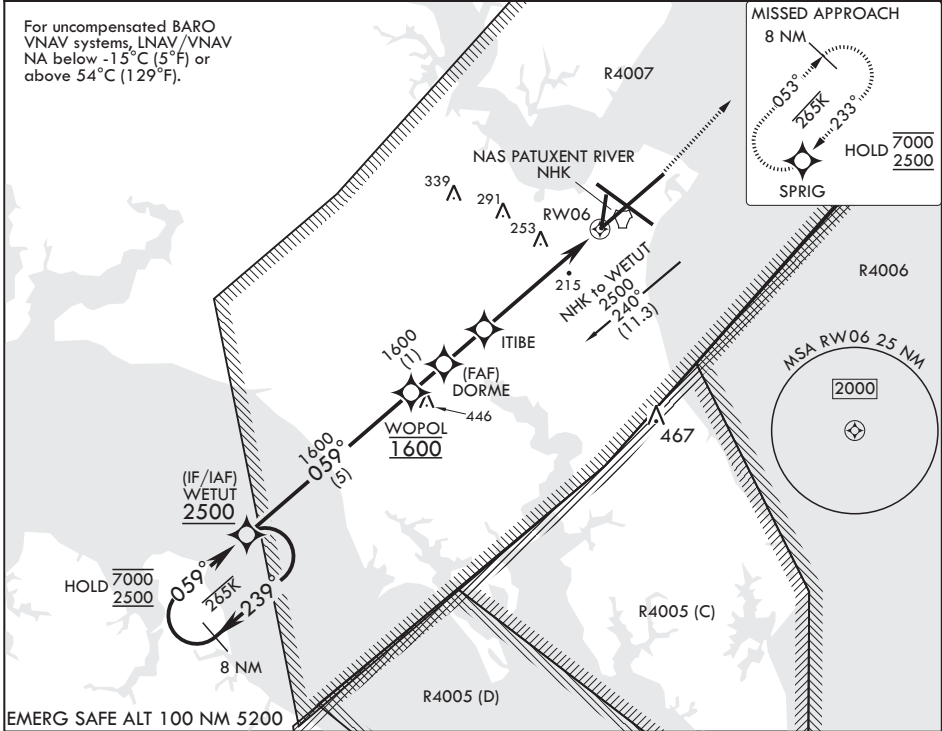 For uncompensated BARO
VNAV systems, LNAV/VNAV
NA below -15°C (5°F) or
above 54°C (129°F).
MISSED APPROACH
8 NM
053°
265K
233°
HOLD 7000
2500
SPRIG
R4007
NAS PATUXENT RIVER
NHK
339
291
253
RW06
215
NHK to WETUT
2500
240°
(11.3)
R4006
ITIBE
1600
(1)
(FAF)
DORME
446
WOPOL
1600
MSA RW06 25 NM
2000
467
1600
059°
(5)
(IF/IAF)
WETUT
2500
HOLD 7000
2500
059°
265K
239°
8 NM
R4005 (C)
R4005 (D)
EMERG SAFE ALT 100 NM 5200